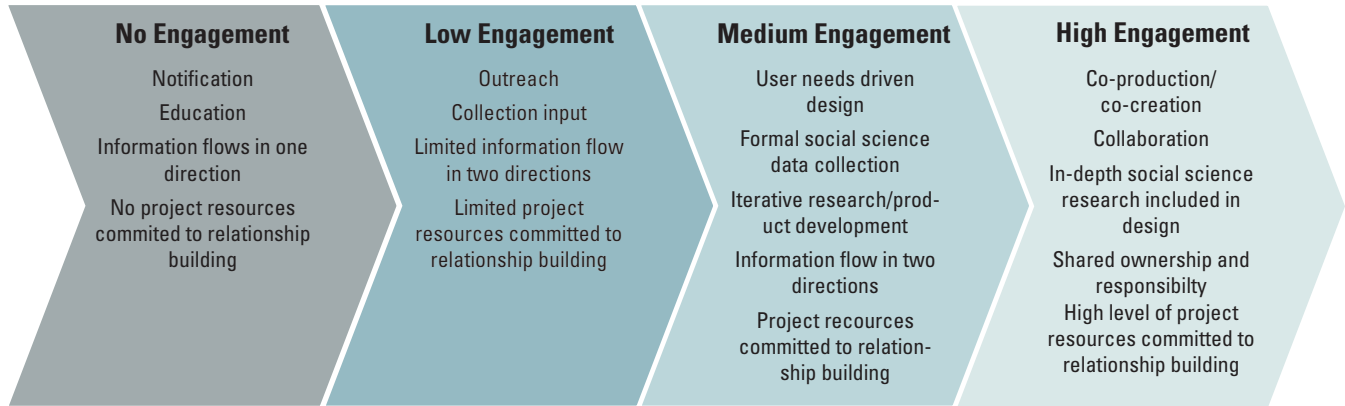 No Engagement
Notification
Education
Information flows in one
direction
No project resources
commited to relationship
building
Low Engagement
Outreach
Collection input
Limited information flow
in two directions
Limited project
resources committed to
relationship building
Medium Engagement
User needs driven
design
Formal social science
data collection
Iterative research/prod-
uct development
Information flow in two
directions
Project recources
committed to relation-
ship building
High Engagement
Co-production/
co-creation
Collaboration
In-depth social science
research included in
design
Shared ownership and
responsibilty
High level of project
resources committed to
relationship building